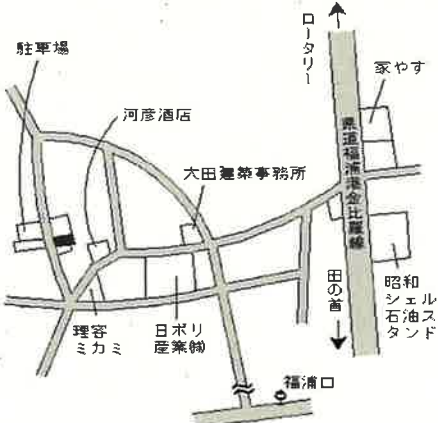 駐車場
河彦酒店
大田建築事務所
ロータリー
家やす
県道福浦港金比羅線
田の首
昭和
シェル
石油ス
タンド
理容
ミカミ
日ポリ
産業㈱
福浦口